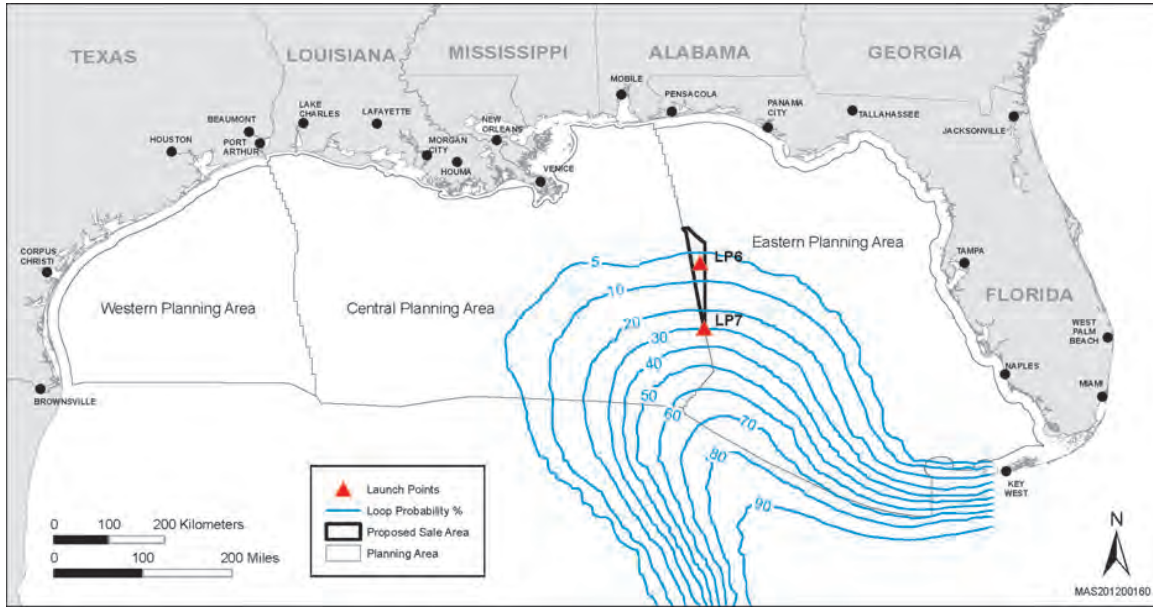 TEXAS
LOUISIANA
MISSISSIPPI
ALABAMA
GEORGIA
MOBILE
PENSACOLA
PANAMA
CITY
TALLAHASSEE
JACKSONVILLE
BEAUMONT
LAKE
CHARLES
LAFAYETTE
NEW
ORLEANS
HOUSTON
PORT
ARTHUR
MORGAN
CITY
HOUMA
VENICE
CORPUS
CHRISTI
Western Planning Area
Central Planning Area
Eastern Planning Area
TAMPA
FLORIDA
WEST
PALM
BEACH
NAPLES
MIAMI
BROWNSVILLE
KEY
WEST
LP6
LP7
5
10
20
30
40
50
60
70
80
90
Launch Points
Loop Probability %
Proposed Sale Area
Planning Area
0 100 200 Kilometers
0 100 200 Miles
N
MAS201200160